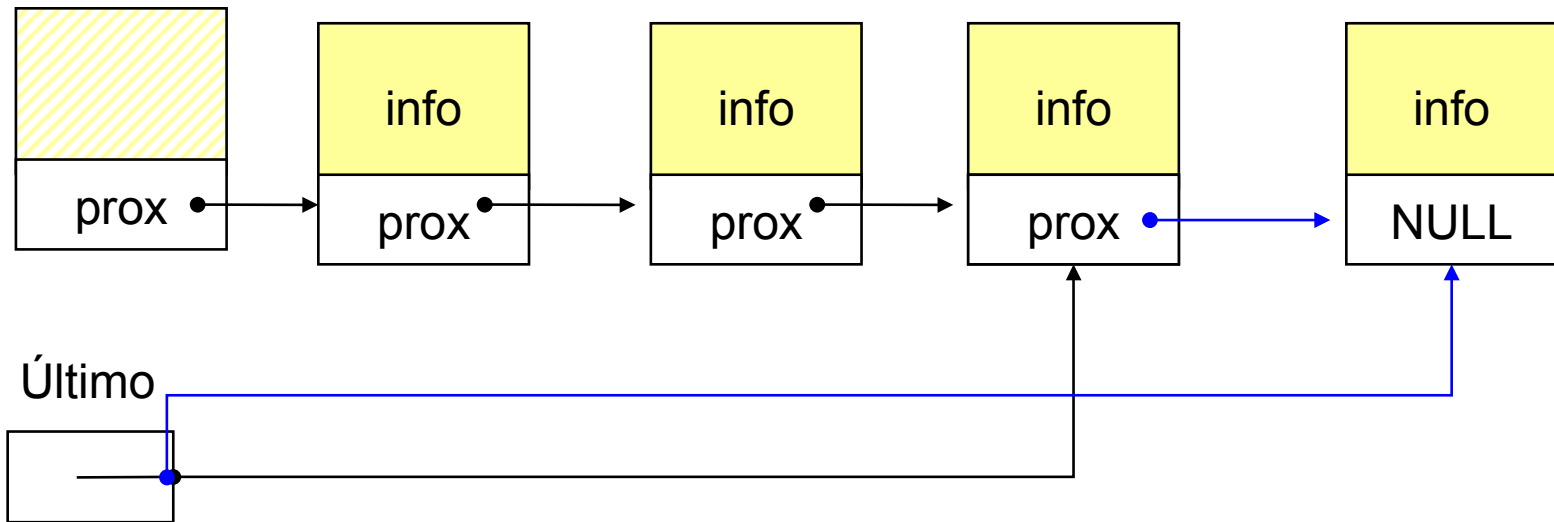 info info info info
prox prox prox prox NULL
Último